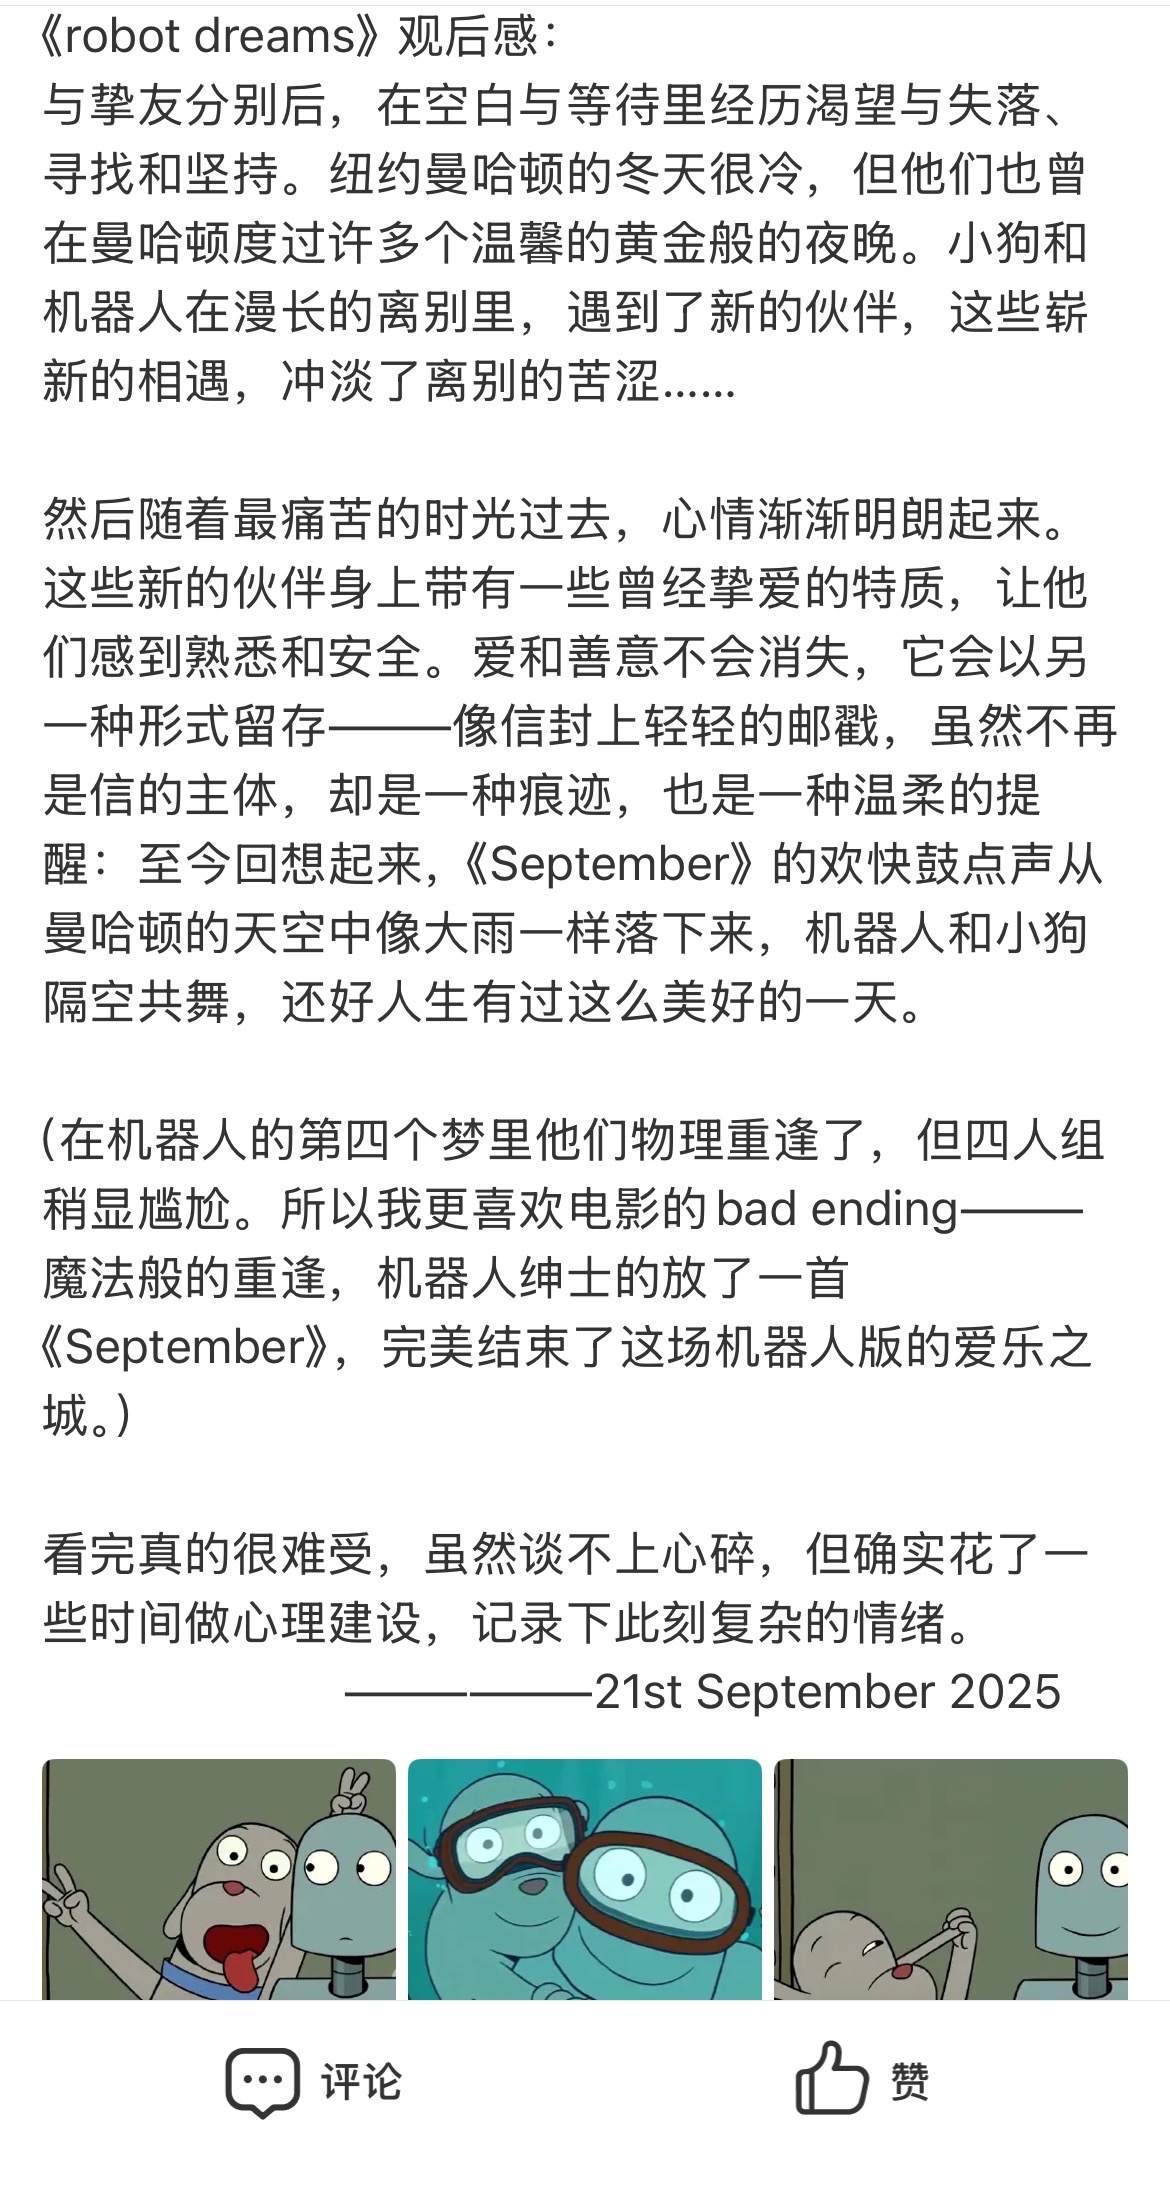 《robot dreams》观后感：
与挚友分别后，在空白与等待里经历渴望与失落、
寻找和坚持。纽约曼哈顿的冬天很冷，但他们也曾
在曼哈顿度过许多个温馨的黄金般的夜晚。小狗和
机器人在漫长的离别里，遇到了新的伙伴，这些崭
新的相遇，冲淡了离别的苦涩……
然后随着最痛苦的时光过去，心情渐渐明朗起来。
这些新的伙伴身上带有一些曾经挚爱的特质，让他
们感到熟悉和安全。爱和善意不会消失，它会以另
一种形式留存———像信封上轻轻的邮戳，虽然不再
是信的主体，却是一种痕迹，也是一种温柔的提
醒：至今回想起来，《September》的欢快鼓点声从
曼哈顿的天空中像大雨一样落下来，机器人和小狗
隔空共舞，还好人生有过这么美好的一天。
(在机器人的第四个梦里他们物理重逢了，但四人组
稍显尴尬。所以我更喜欢电影的bad ending———
魔法般的重逢，机器人绅士的放了一首
《September》，完美结束了这场机器人版的爱乐之
城。)
看完真的很难受，虽然谈不上心碎，但确实花了一
些时间做心理建设，记录下此刻复杂的情绪。
——————21st September 2025
评论
赞